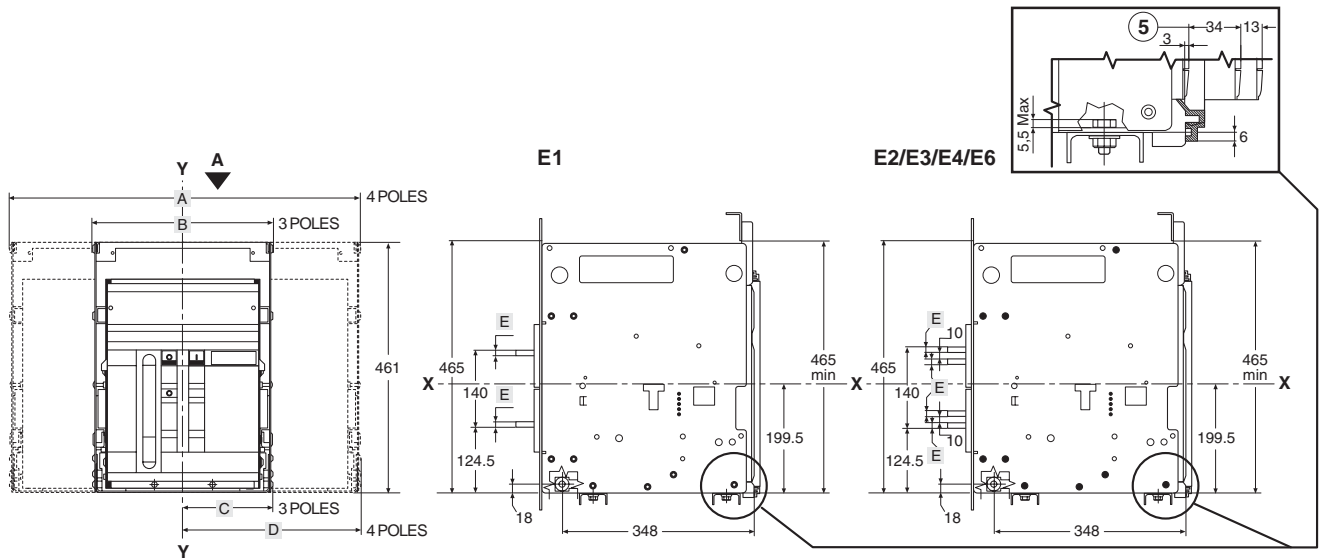 5
34
13
3
5,5 Max
6
E1
E2/E3/E4/E6
Y
A
A
4 POLES
B
3 POLES
461
C
3 POLES
D
4 POLES
Y
E
465
140
E
124.5
18
348
199.5
465
min
X
E
10
465
140
E
10
E
124.5
18
348
199.5
465
min
X
X